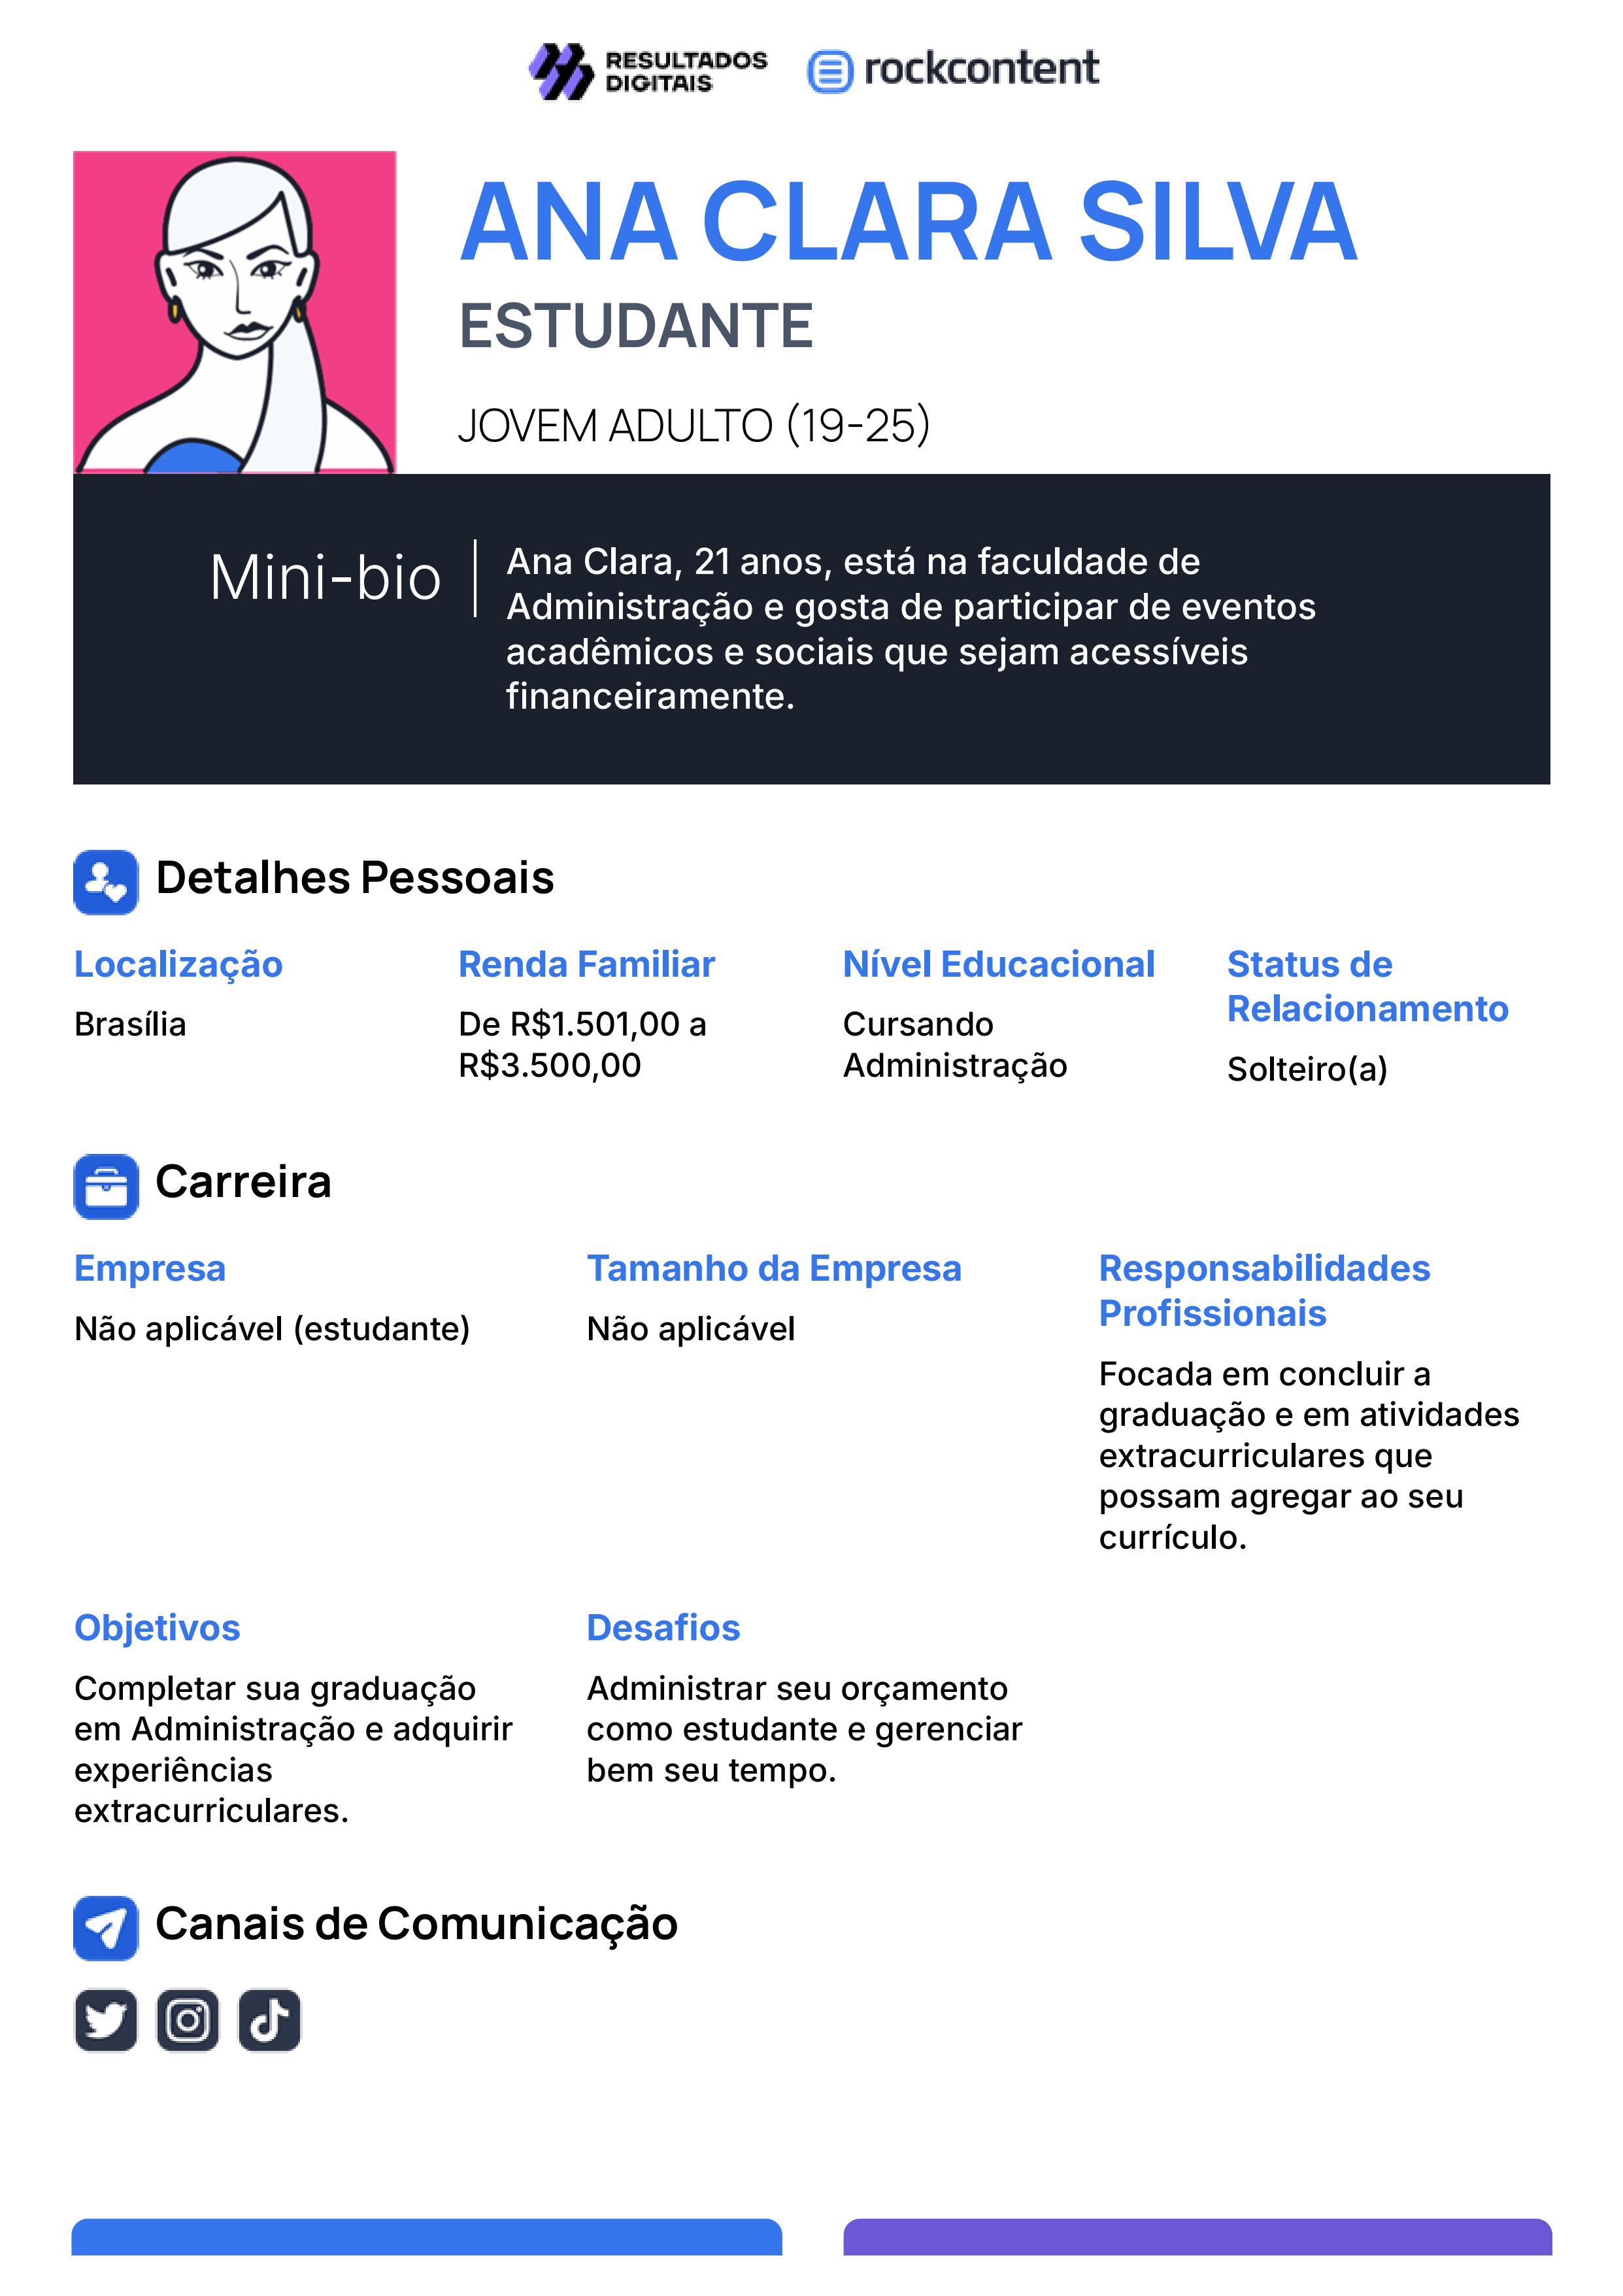 RESULTADOS
DIGITAIS
rockcontent
ANA CLARA SILVA
ESTUDANTE
JOVEM ADULTO (19-25)
Mini-bio
Ana Clara, 21 anos, está na faculdade de
Administração e gosta de participar de eventos
acadêmicos e sociais que sejam acessíveis
financeiramente.
Detalhes Pessoais
Localização
Brasília
Renda Familiar
De R$1.501,00 a
R$3.500,00
Nível Educacional
Cursando
Administração
Status de
Relacionamento
Solteiro(a)
Carreira
Empresa
Não aplicável (estudante)
Tamanho da Empresa
Não aplicável
Responsabilidades
Profissionais
Focada em concluir a
graduação e em atividades
extracurriculares que
possam agregar ao seu
currículo.
Objetivos
Completar sua graduação
em Administração e adquirir
experiências
extracurriculares.
Desafios
Administrar seu orçamento
como estudante e gerenciar
bem seu tempo.
Canais de Comunicação